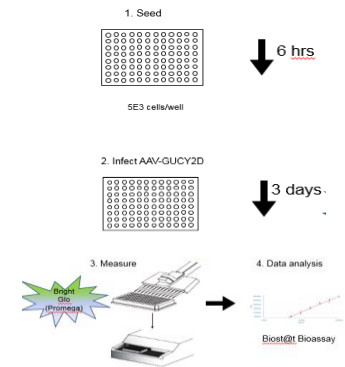 1. Seed
6 hrs
5E3 cells/well
2. Infect AAV-GUCY2D
3 days
3. Measure
4. Data analysis
Bright
Glo
(Promega)
Biost@t Bioassay